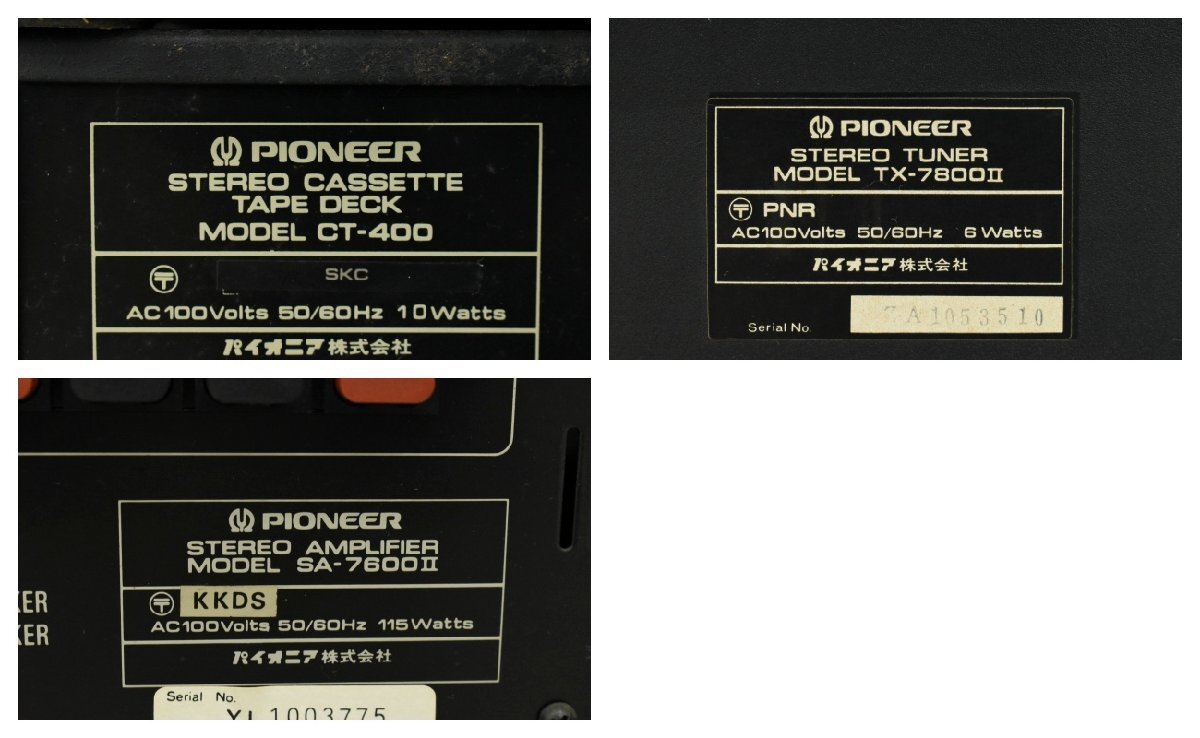 PIONEER
STEREO CASSETTE
TAPE DECK
MODEL CT-400
SKC
AC100Volts 50/60Hz 10Watts
パイオニア株式会社
PIONEER
STEREO TUNER
MODEL TX-7800II
PNR
AC100Volts 50/60Hz 6Watts
パイオニア株式会社
Serial No. ZA1053510
PIONEER
STEREO AMPLIFIER
MODEL SA-7600II
KER
KKDS
AC100Volts 50/60Hz 115Watts
KER
パイオニア株式会社
Serial No.
1003775